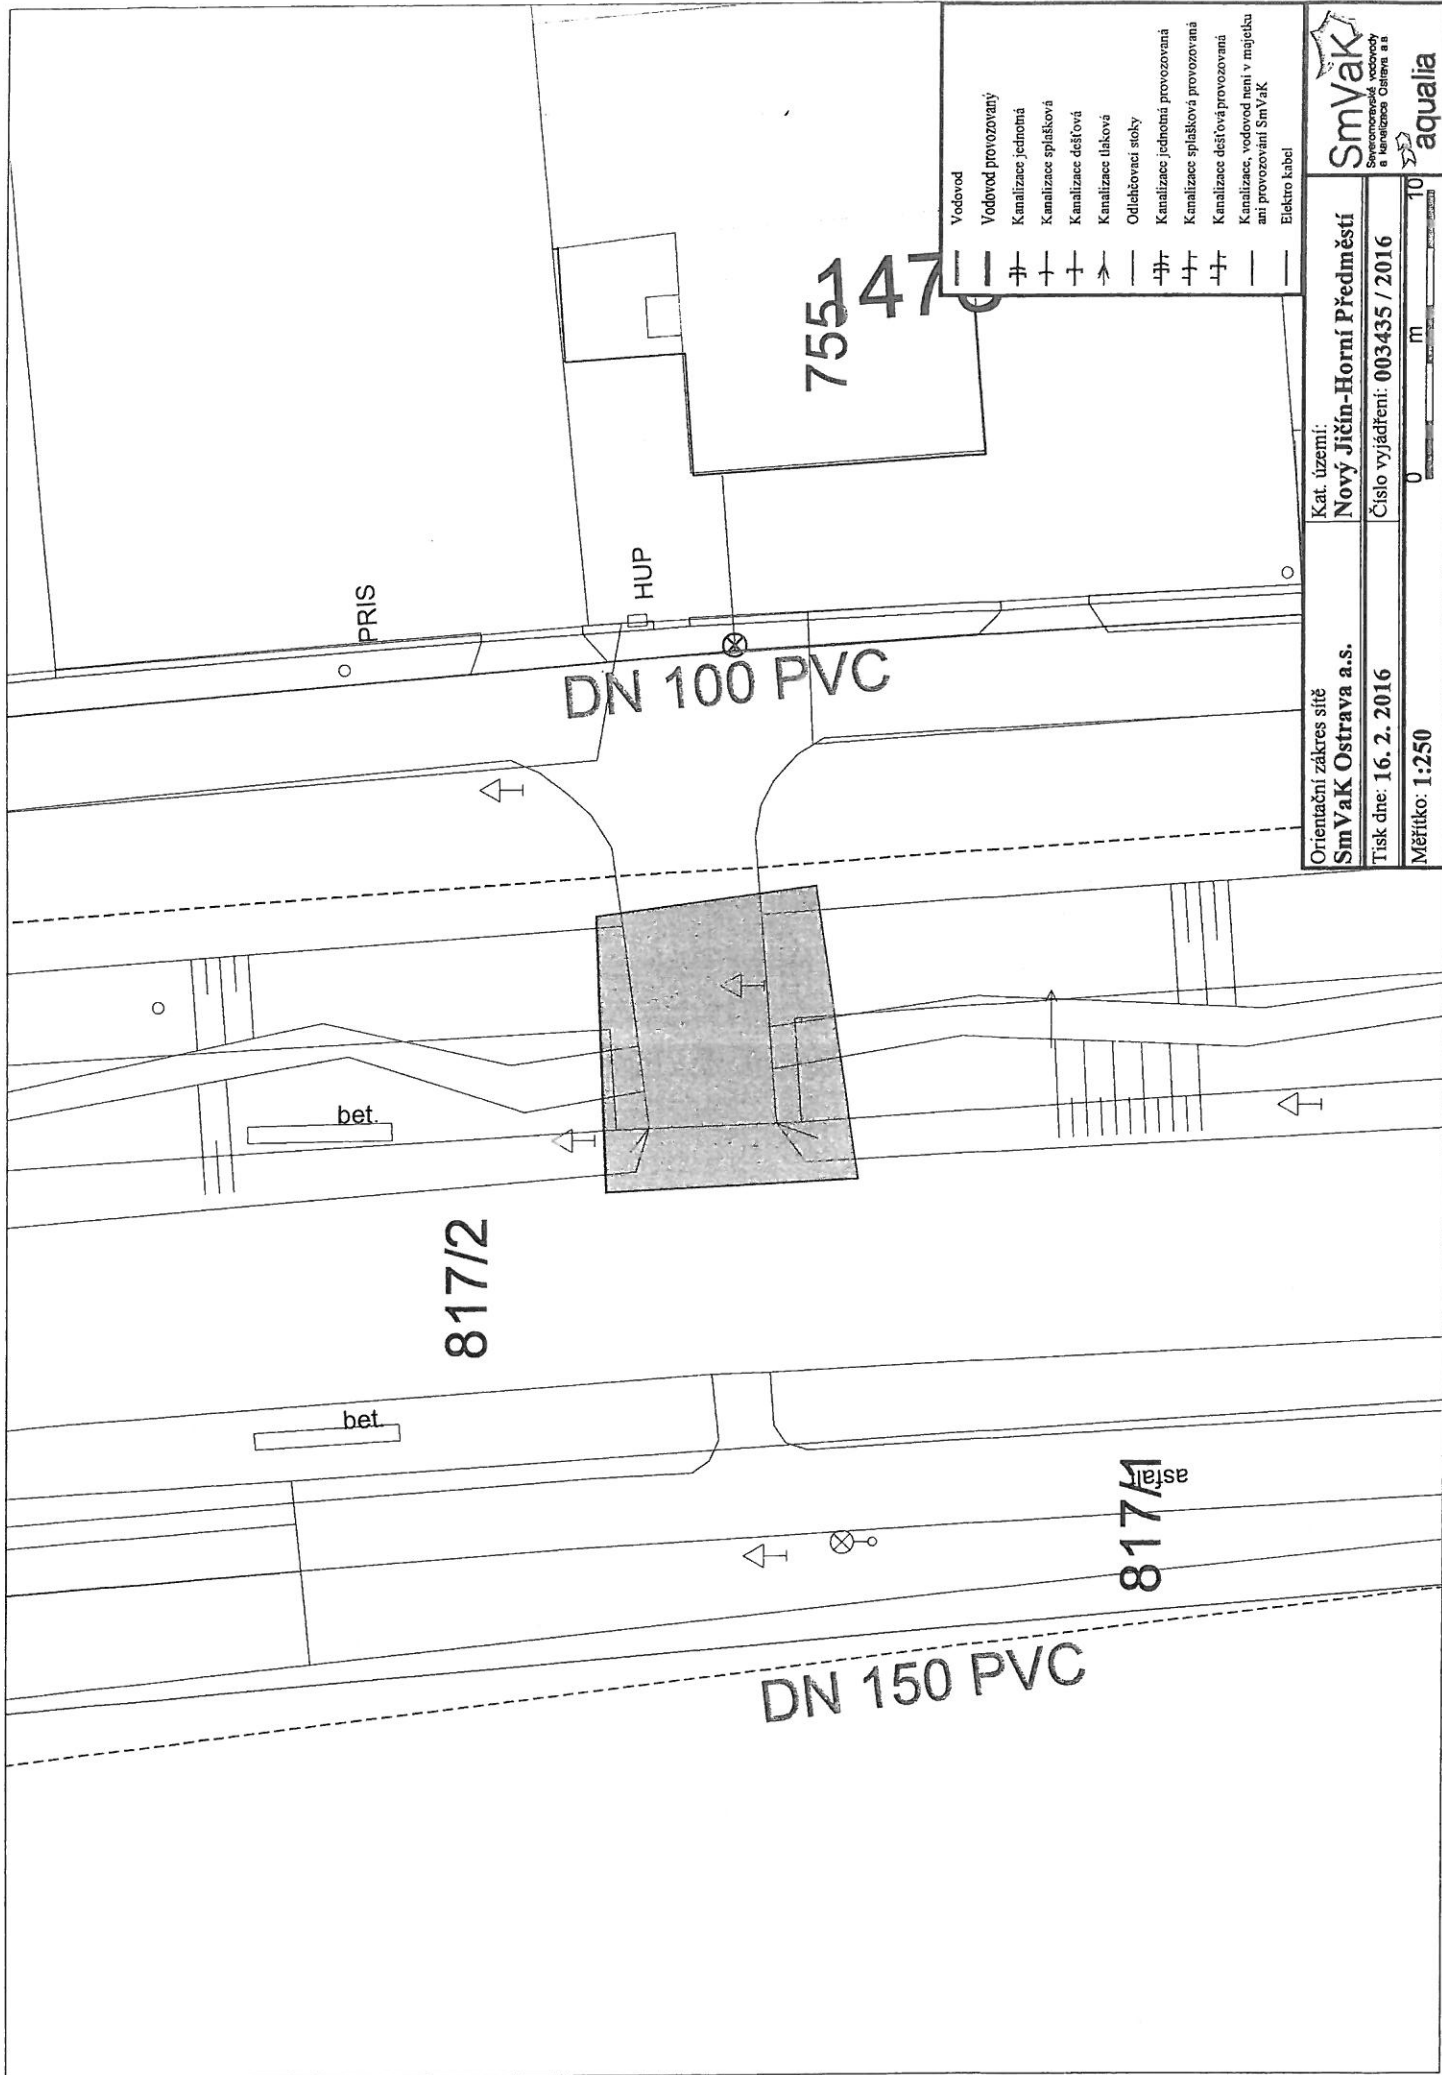 PRIS
HUP
DN 100 PVC
755
147
bet.
817/2
bet.
817/1
asfalt
DN 150 PVC
Vodovod
Vodovod provozovaný
Kanalizace jednotná
Kanalizace splašková
Kanalizace dešťová
Kanalizace tlaková
Odlehčovací stoky
Kanalizace jednotná provozovaná
Kanalizace splašková provozovaná
Kanalizace dešťová provozovaná
Kanalizace, vodovod není v majetku
ani provozování SmVaK
Elektro kabel
Orientační zákres sítě
SmVaK Ostrava a.s.
Kat. území:
Nový Jičín-Horní Předměstí
Tisk dne: 16. 2. 2016
Číslo vyjádření: 003435 / 2016
Měřítko: 1:250
0 m 10
SmVaK
Severomoravské vodovody
a kanalizace Ostrava a.s.
aqualia